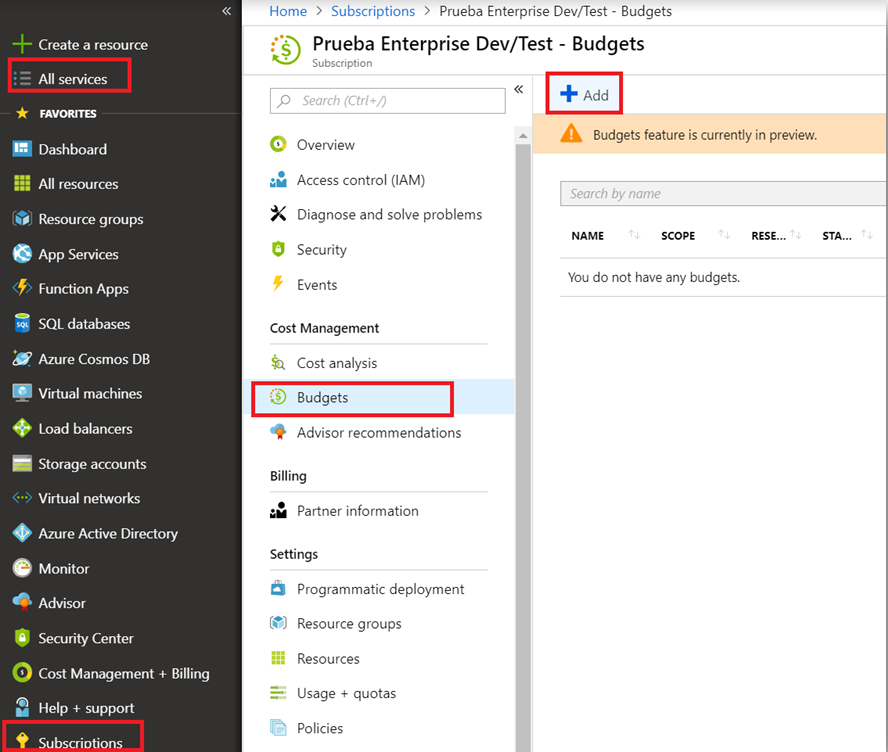 Create a resource
All services
FAVORITES
Dashboard
All resources
Resource groups
App Services
Function Apps
SQL databases
Azure Cosmos DB
Virtual machines
Load balancers
Storage accounts
Virtual networks
Azure Active Directory
Monitor
Advisor
Security Center
Cost Management + Billing
Help + support
Subscriptions
Home > Subscriptions > Prueba Enterprise Dev/Test - Budgets
Prueba Enterprise Dev/Test - Budgets
Subscription
Search (Ctrl+/)
Overview
Access control (IAM)
Diagnose and solve problems
Security
Events
Cost Management
Cost analysis
Budgets
Advisor recommendations
Billing
Partner information
Settings
Programmatic deployment
Resource groups
Resources
Usage + quotas
Policies
Add
Budgets feature is currently in preview.
Search by name
NAME SCOPE RESE... STA...
You do not have any budgets.